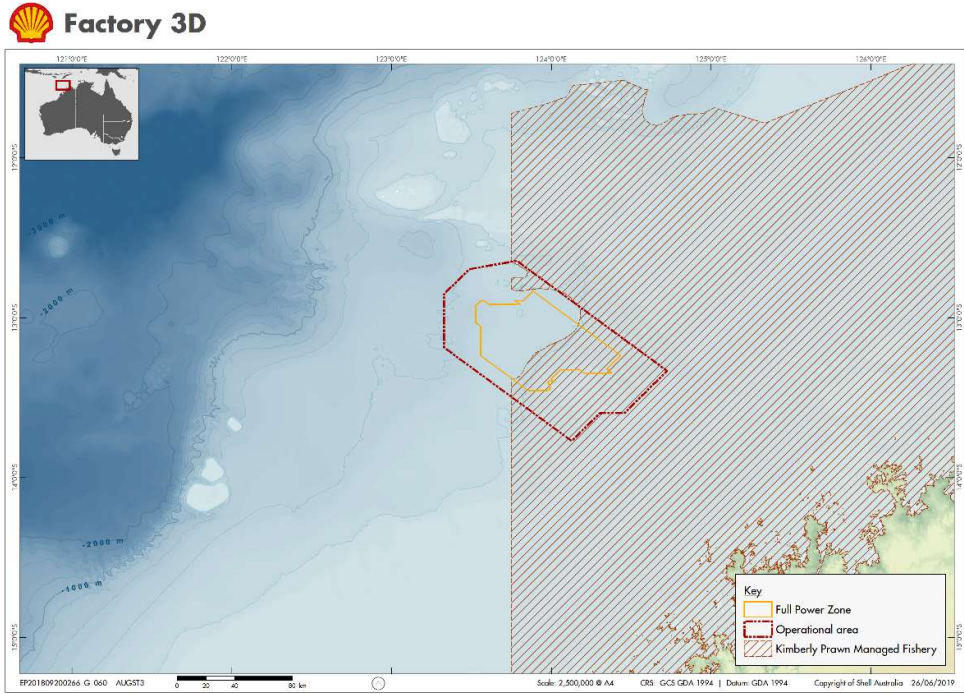 Factory 3D
121°0'0"E 122°0'0"E 123°0'0"E 124°0'0"E 125°0'0"E 126°0'0"E
12°0'0"S 12°0'0"S
-3000 m
-2000 m
13°0'0"S 13°0'0"S
14°0'0"S 14°0'0"S
-2000 m
-1000 m
15°0'0"S 15°0'0"S
Key
Full Power Zone
Operational area
Kimberly Prawn Managed Fishery
EP201809200266 G 060 AUGST3
0 20 40 80 km
Scale: 2,500,000 @ A4 CRS: GCS GDA 1994 | Datum: GDA 1994 Copyright of Shell Australia 26/06/2019